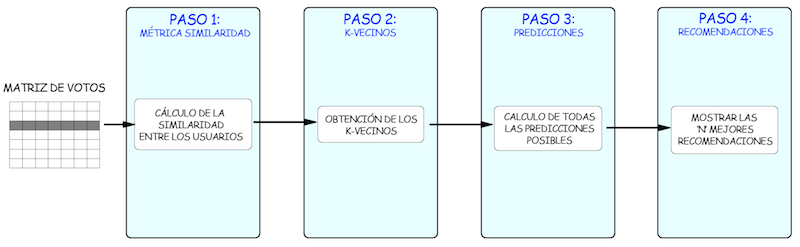 MATRIZ DE VOTOS
PASO 1:
MÉTRICA SIMILARIDAD
CÁLCULO DE LA
SIMILARIDAD
ENTRE LOS USUARIOS
PASO 2:
K-VECINOS
OBTENCIÓN DE LOS
K-VECINOS
PASO 3:
PREDICCIONES
CALCULO DE TODAS
LAS PREDICCIONES
POSIBLES
PASO 4:
RECOMENDACIONES
MOSTRAR LAS
'N' MEJORES
RECOMENDACIONES